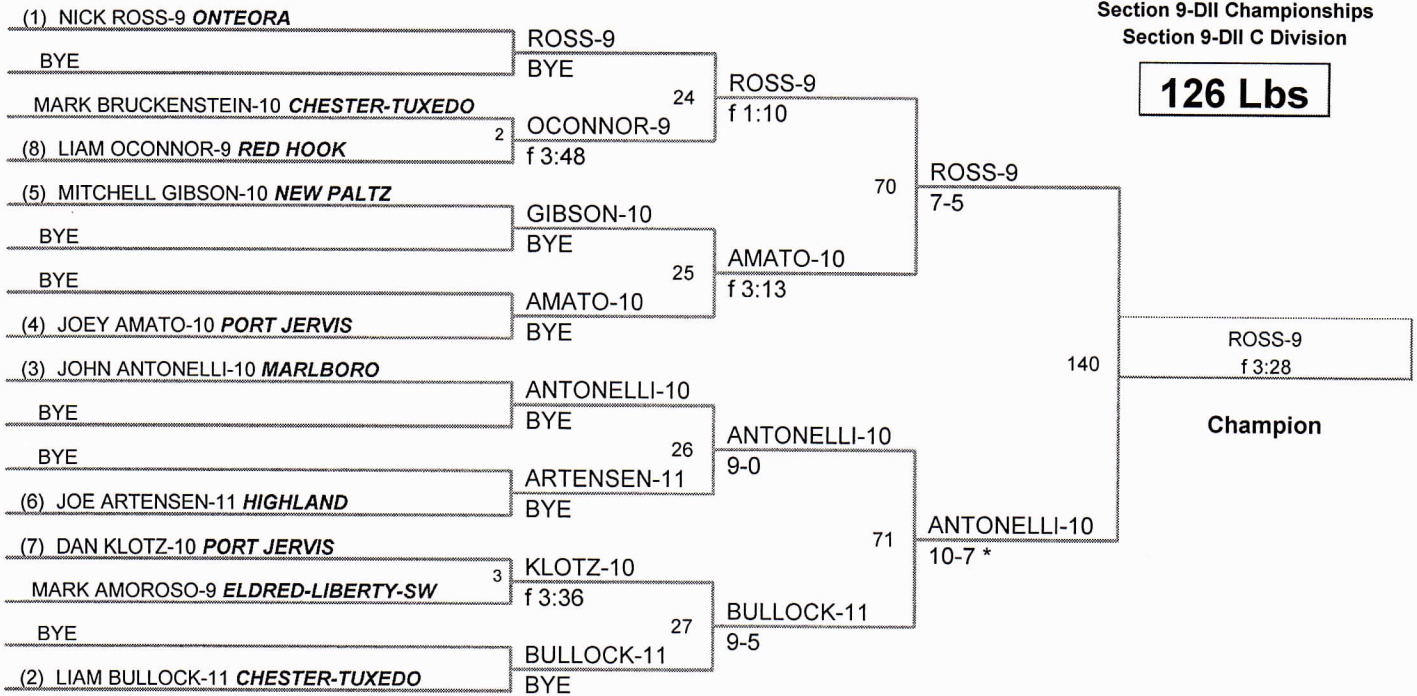 Section 9-DII Championships
Section 9-DII C Division
126 Lbs
(1) NICK ROSS-9 ONTEORA
BYE
MARK BRUCKENSTEIN-10 CHESTER-TUXEDO
(8) LIAM OCONNOR-9 RED HOOK
(5) MITCHELL GIBSON-10 NEW PALTZ
BYE
BYE
(4) JOEY AMATO-10 PORT JERVIS
(3) JOHN ANTONELLI-10 MARLBORO
BYE
BYE
(6) JOE ARTENSEN-11 HIGHLAND
(7) DAN KLOTZ-10 PORT JERVIS
MARK AMOROSO-9 ELDRED-LIBERTY-SW
BYE
(2) LIAM BULLOCK-11 CHESTER-TUXEDO
ROSS-9
BYE
2
OCONNOR-9
f 3:48
GIBSON-10
BYE
AMATO-10
BYE
ANTONELLI-10
BYE
ARTENSEN-11
BYE
3
KLOTZ-10
f 3:36
BULLOCK-11
BYE
24
ROSS-9
f 1:10
25
AMATO-10
f 3:13
26
ANTONELLI-10
9-0
27
BULLOCK-11
9-5
70
ROSS-9
7-5
71
ANTONELLI-10
10-7 *
140
ROSS-9
f 3:28
Champion